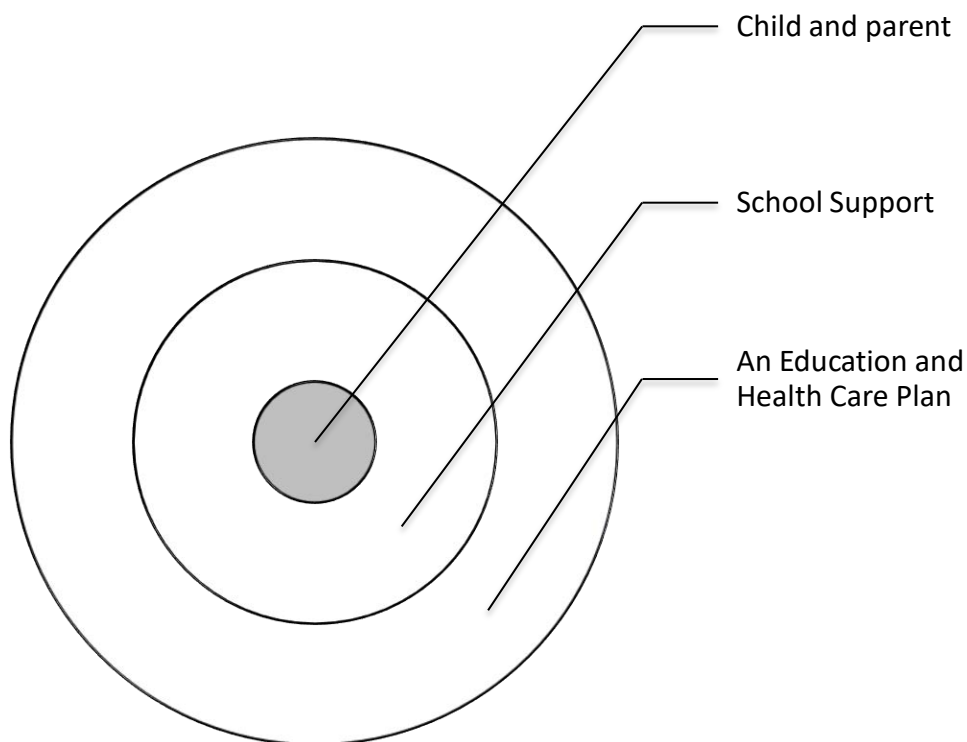 Child and parent
School Support
An Education and
Health Care Plan